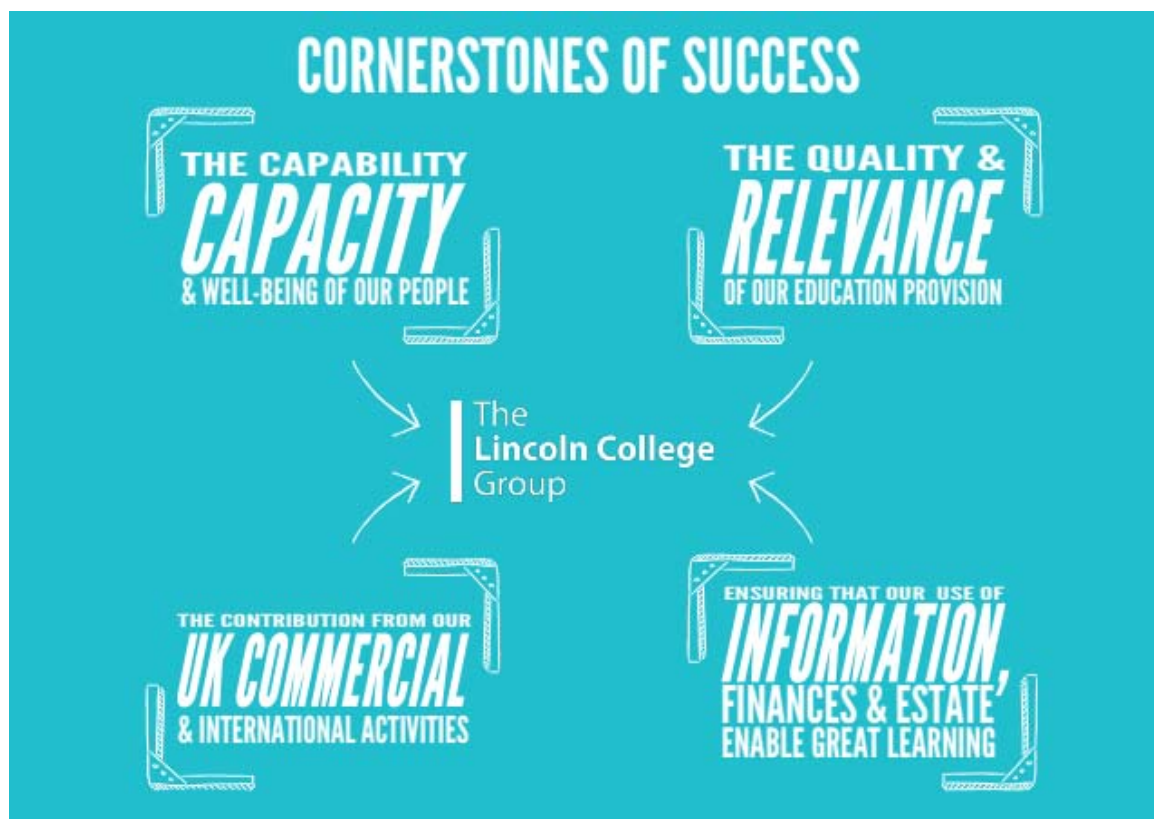 CORNERSTONES OF SUCCESS
THE CAPABILITY
CAPACITY
& WELL-BEING OF OUR PEOPLE
THE QUALITY &
RELEVANCE
OF OUR EDUCATION PROVISION
The
Lincoln College
Group
THE CONTRIBUTION FROM OUR
UK COMMERCIAL
& INTERNATIONAL ACTIVITIES
ENSURING THAT OUR USE OF
INFORMATION,
FINANCES & ESTATE
ENABLE GREAT LEARNING